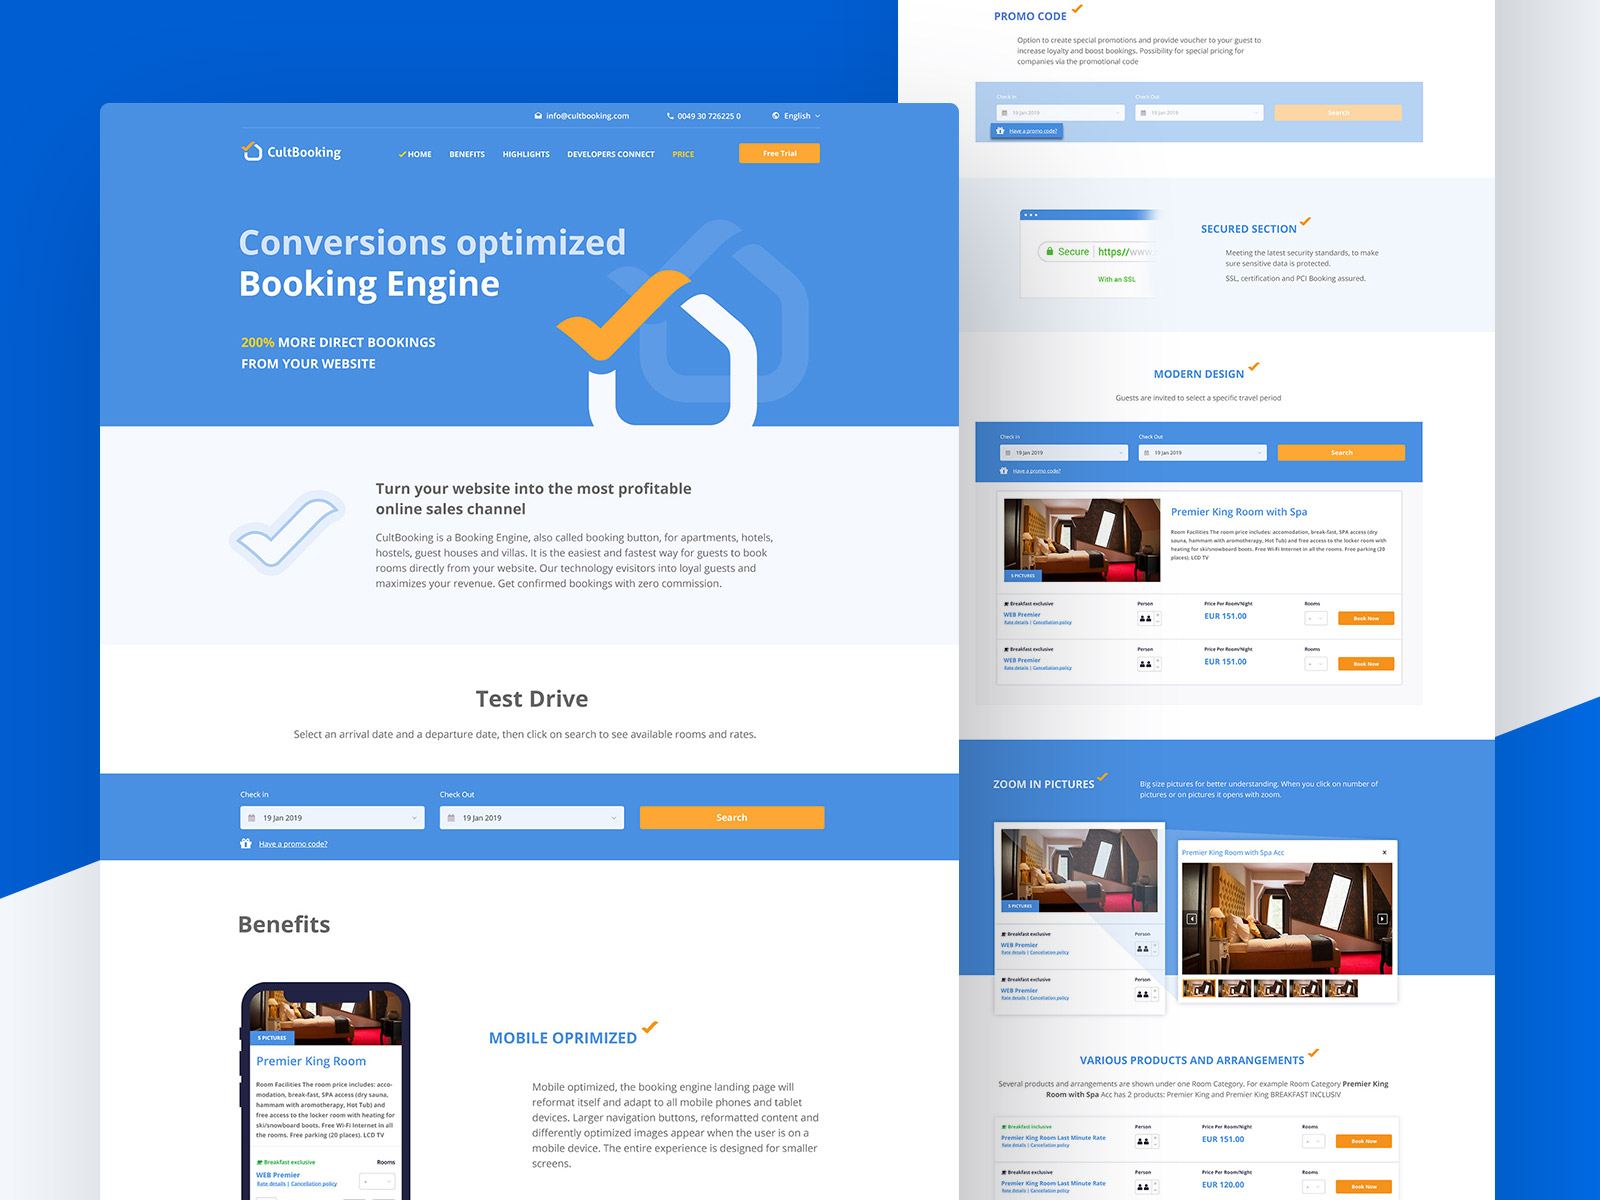 info@cultbooking.com
0049 30 726225 0
English
CultBooking
HOME
BENEFITS
HIGHLIGHTS
DEVELOPERS CONNECT
PRICE
Free Trial
Conversions optimized
Booking Engine
200% MORE DIRECT BOOKINGS
FROM YOUR WEBSITE
Turn your website into the most profitable
online sales channel
CultBooking is a Booking Engine, also called booking button, for apartments, hotels,
hostels, guest houses and villas. It is the easiest and fastest way for guests to book
rooms directly from your website. Our technology evisitors into loyal guests and
maximizes your revenue. Get confirmed bookings with zero commission.
Test Drive
Select an arrival date and a departure date, then click on search to see available rooms and rates.
Check in
Check Out
19 Jan 2019
19 Jan 2019
Search
Have a promo code?
Benefits
5 PICTURES
Premier King Room
Room Facilities The room price includes: acco-
modation, break-fast, SPA access (dry sauna,
hammam with aromotherapy, Hot Tub) and
free access to the locker room with heating for
ski/snowboard boots. Free Wi-Fi Internet in all
the rooms. Free parking (20 places). LCD TV
Breakfast exclusive
Rooms
WEB Premier
Rate details | Cancellation policy
MOBILE OPRIMIZED
Mobile optimized, the booking engine landing page will
reformat itself and adapt to all mobile phones and tablet
devices. Larger navigation buttons, reformatted content and
differently optimized images appear when the user is on a
mobile device. The entire experience is designed for smaller
screens.
PROMO CODE
Option to create special promotions and provide voucher to your guest to
increase loyalty and boost bookings. Possibility for special pricing for
companies via the promotional code
Check in
Check Out
19 Jan 2019
19 Jan 2019
Search
Have a promo code?
Secure
https//www.
With an SSL
SECURED SECTION
Meeting the latest security standards, to make
sure sensitive data is protected.
SSL, certification and PCI Booking assured.
MODERN DESIGN
Guests are invited to select a specific travel period
Check in
Check Out
19 Jan 2019
19 Jan 2019
Search
Have a promo code?
5 PICTURES
Premier King Room with Spa
Room Facilities The room price includes: accomodation, break-fast, SPA access (dry
sauna, hammam with aromotherapy, Hot Tub) and free access to the locker room with
heating for ski/snowboard boots. Free Wi-Fi Internet in all the rooms. Free parking (20
places), LCD TV
Breakfast exclusive
Person
Price Per Room/Night
Rooms
WEB Premier
EUR 151.00
Book Now
Rate details | Cancellation policy
Breakfast exclusive
Person
Price Per Room/Night
Rooms
WEB Premier
EUR 151.00
Book Now
Rate details | Cancellation policy
ZOOM IN PICTURES
Big size pictures for better understanding. When you click on number of
pictures or on pictures it opens with zoom.
5 PICTURES
Breakfast exclusive
Person
WEB Premier
Rate details | Cancellation policy
Breakfast exclusive
Person
WEB Premier
Rate details | Cancellation policy
Premier King Room with Spa Acc
VARIOUS PRODUCTS AND ARRANGEMENTS
Several products and arrangements are shown under one Room Category. For example Room Category Premier King
Room with Spa Acc has 2 products: Premier King and Premier King BREAKFAST INCLUSIV
Breakfast inclusive
Person
Price Per Room/Night
Rooms
Premier King Room Last Minute Rate
EUR 151.00
Book Now
Rate details | Cancellation policy
Breakfast exclusive
Person
Price Per Room/Night
Rooms
Premier King Room Last Minute Rate
EUR 120.00
Book Now
Rate details | Cancellation policy